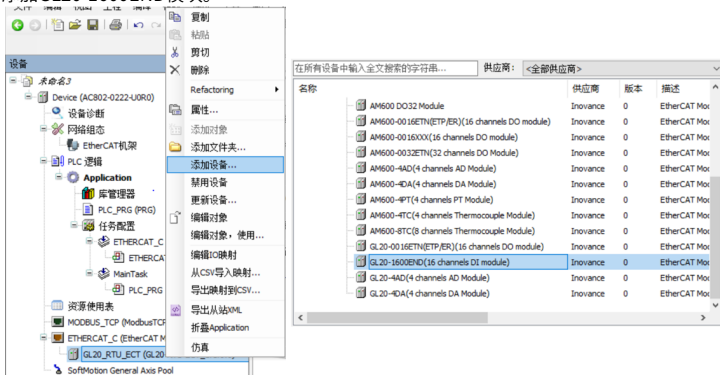 复制
粘贴
剪切
删除
Refactoring
属性...
添加对象
添加文件夹...
添加设备...
禁用设备
更新设备...
编辑对象
编辑对象，使用...
编辑IO映射
从CSV导入映射...
导出映射到CSV...
导出从站XML
折叠Application
仿真
设备
未命名3
Device (AC802-0222-U0R0)
设备诊断
网络组态
EtherCAT机架
PLC 逻辑
Application
库管理器
PLC_PRG (PRG)
任务配置
ETHERCAT_C
ETHERCA
MainTask
PLC_PRG
资源使用表
MODBUS_TCP (ModbusTCP
ETHERCAT_C (EtherCAT M
GL20_RTU_ECT (GL20
SoftMotion General Axis Pool
在所有设备中输入全文搜索的字符串... 供应商： <全部供应商>
名称 供应商 版本 描述
AM600 DO32 Module Inovance 0 EtherCAT Mod
AM600-0016ETN(ETP/ER)(16 channels DO module) Inovance 0 EtherCAT Mod
AM600-0016XXX(16 channels DO module) Inovance 0 EtherCAT Mod
AM600-0032ETN(32 channels DO Module) Inovance 0 EtherCAT Mod
AM600-4AD(4 channels AD Module) Inovance 0 EtherCAT Mod
AM600-4DA(4 channels DA Module) Inovance 0 EtherCAT Mod
AM600-4PT(4 channels PT Module) Inovance 0 EtherCAT Mod
AM600-4TC(4 channels Thermocouple Module) Inovance 0 EtherCAT Mod
AM600-8TC(8 channels Thermocouple Module) Inovance 0 EtherCAT Mod
GL20-0016ETN(ETP/ER)(16 channels DO module) Inovance 0 EtherCAT Mod
GL20-1600END(16 channels DI module) Inovance 0 EtherCAT Mod
GL20-4AD(4 channels AD Module) Inovance 0 EtherCAT Mod
GL20-4DA(4 channels DA Module) Inovance 0 EtherCAT Mod